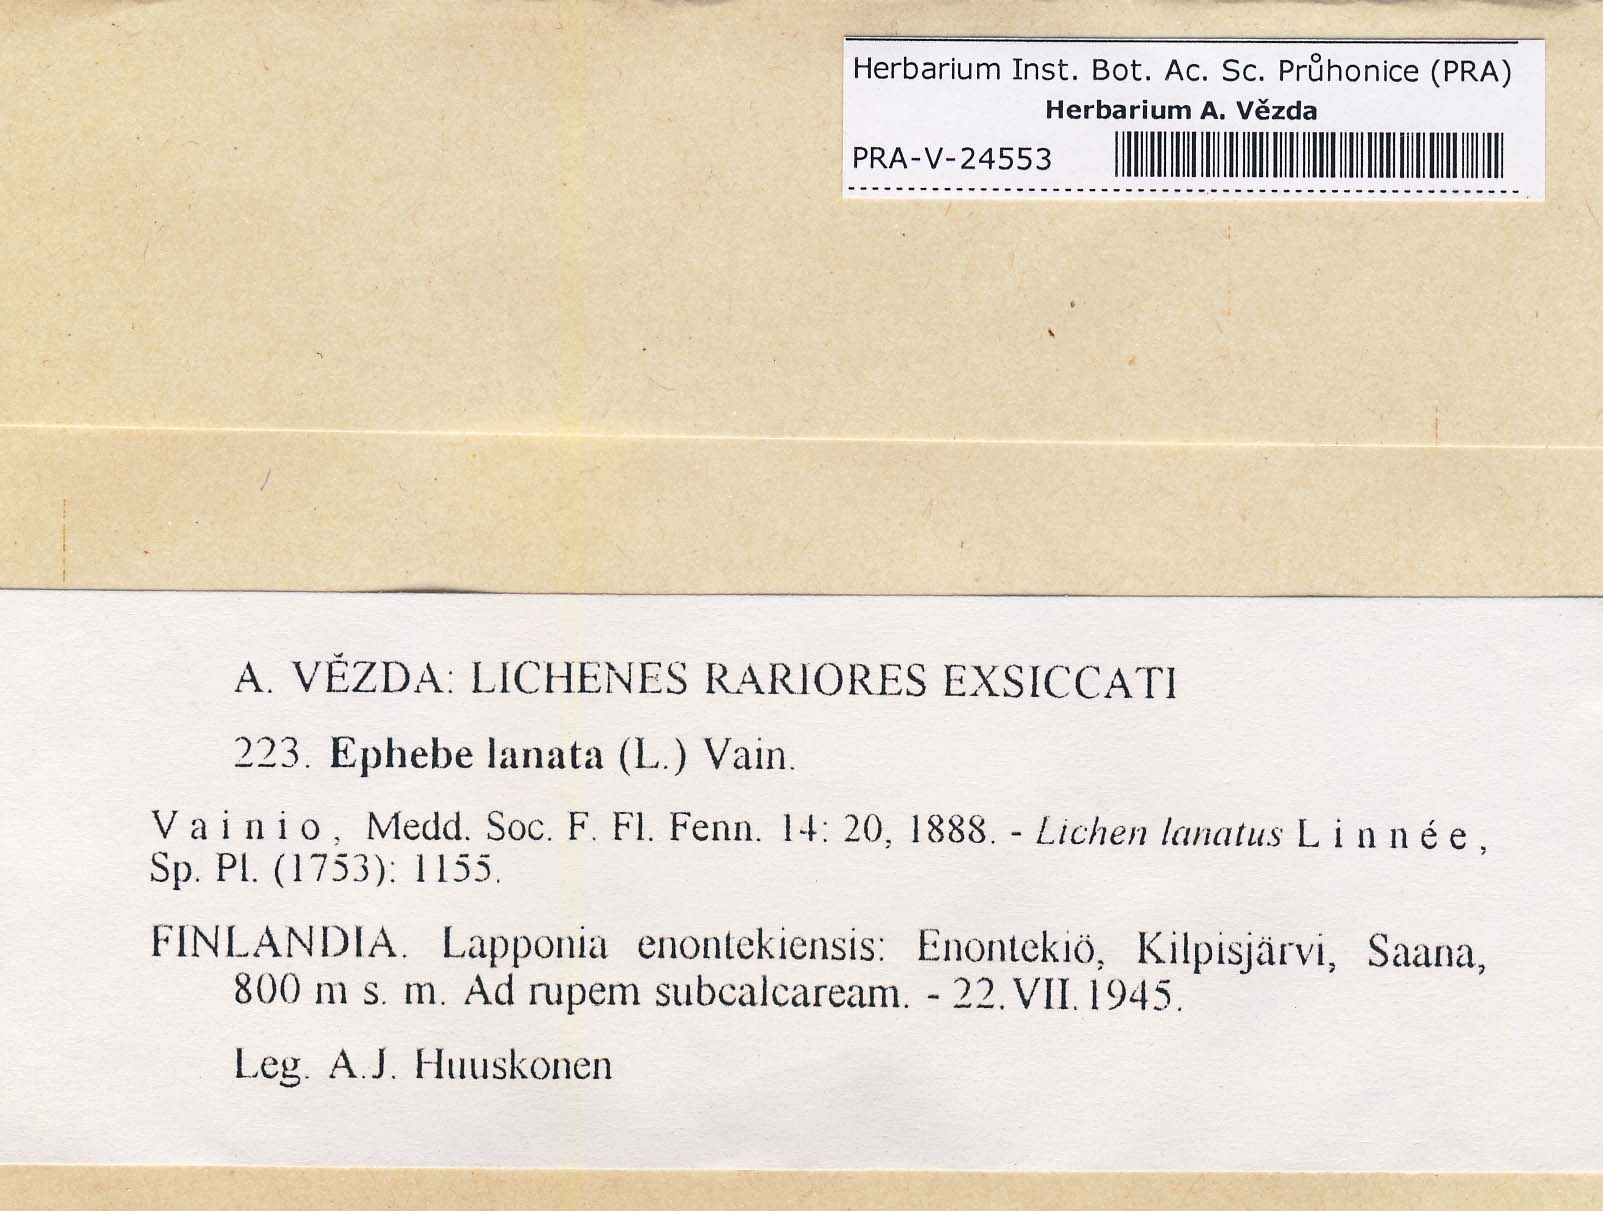 Herbarium Inst. Bot. Ac. Sc. Průhonice (PRA)
Herbarium A. Vězda
PRA-V-24553
A. VĚZDA: LICHENES RARIORES EXSICCATI
223. Ephebe lanata (L.) Vain.
Vainio, Medd. Soc. F. Fl. Fenn. 14: 20, 1888. - Lichen lanatus Linnée,
Sp. Pl. (1753): 1155.
FINLANDIA. Lapponia enontekiensis: Enontekiö, Kilpisjärvi, Saana,
800 m s. m. Ad rupem subcalcaream. - 22.VII.1945.
Leg. A.J. Huuskonen